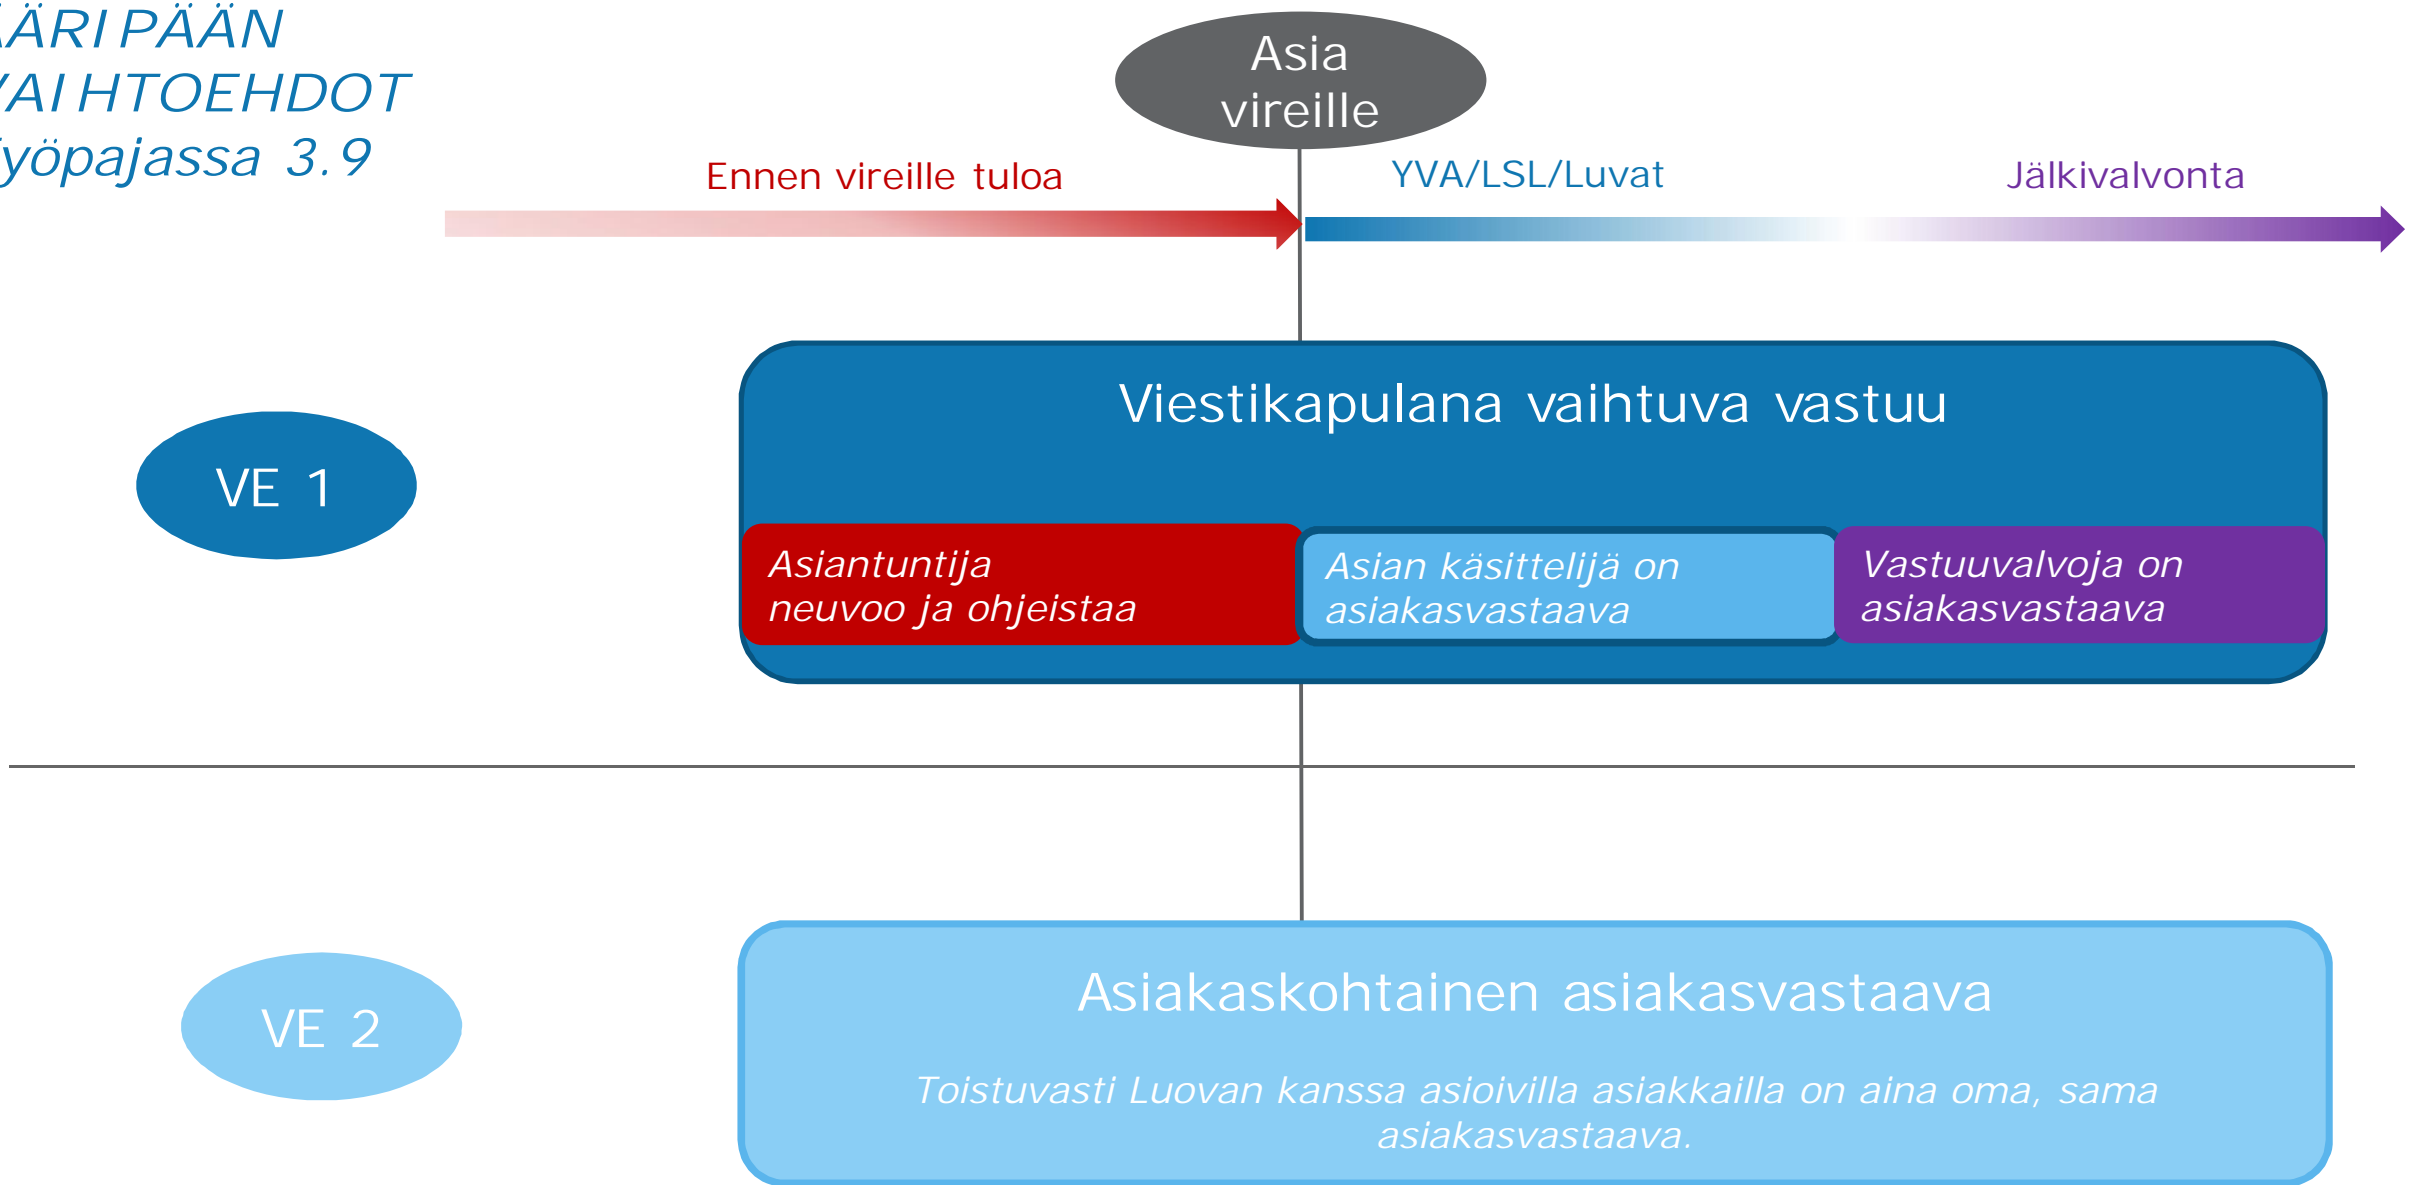 ÄÄRIPÄÄN
VAIHTOEHDOT
yöpajassa 3.9
Asia
vireille
Ennen vireille tuloa
YVA/LSL/Luvat
Jälkivalvonta
VE 1
Viestikapulana vaihtuva vastuu
Asiantuntija
neuvoo ja ohjeistaa
Asian käsittelijä on
asiakasvastaava
Vastuuvalvoja on
asiakasvastaava
VE 2
Asiakaskohtainen asiakasvastaava
Toistuvasti Luovan kanssa asioivilla asiakkailla on aina oma, sama
asiakasvastaava.